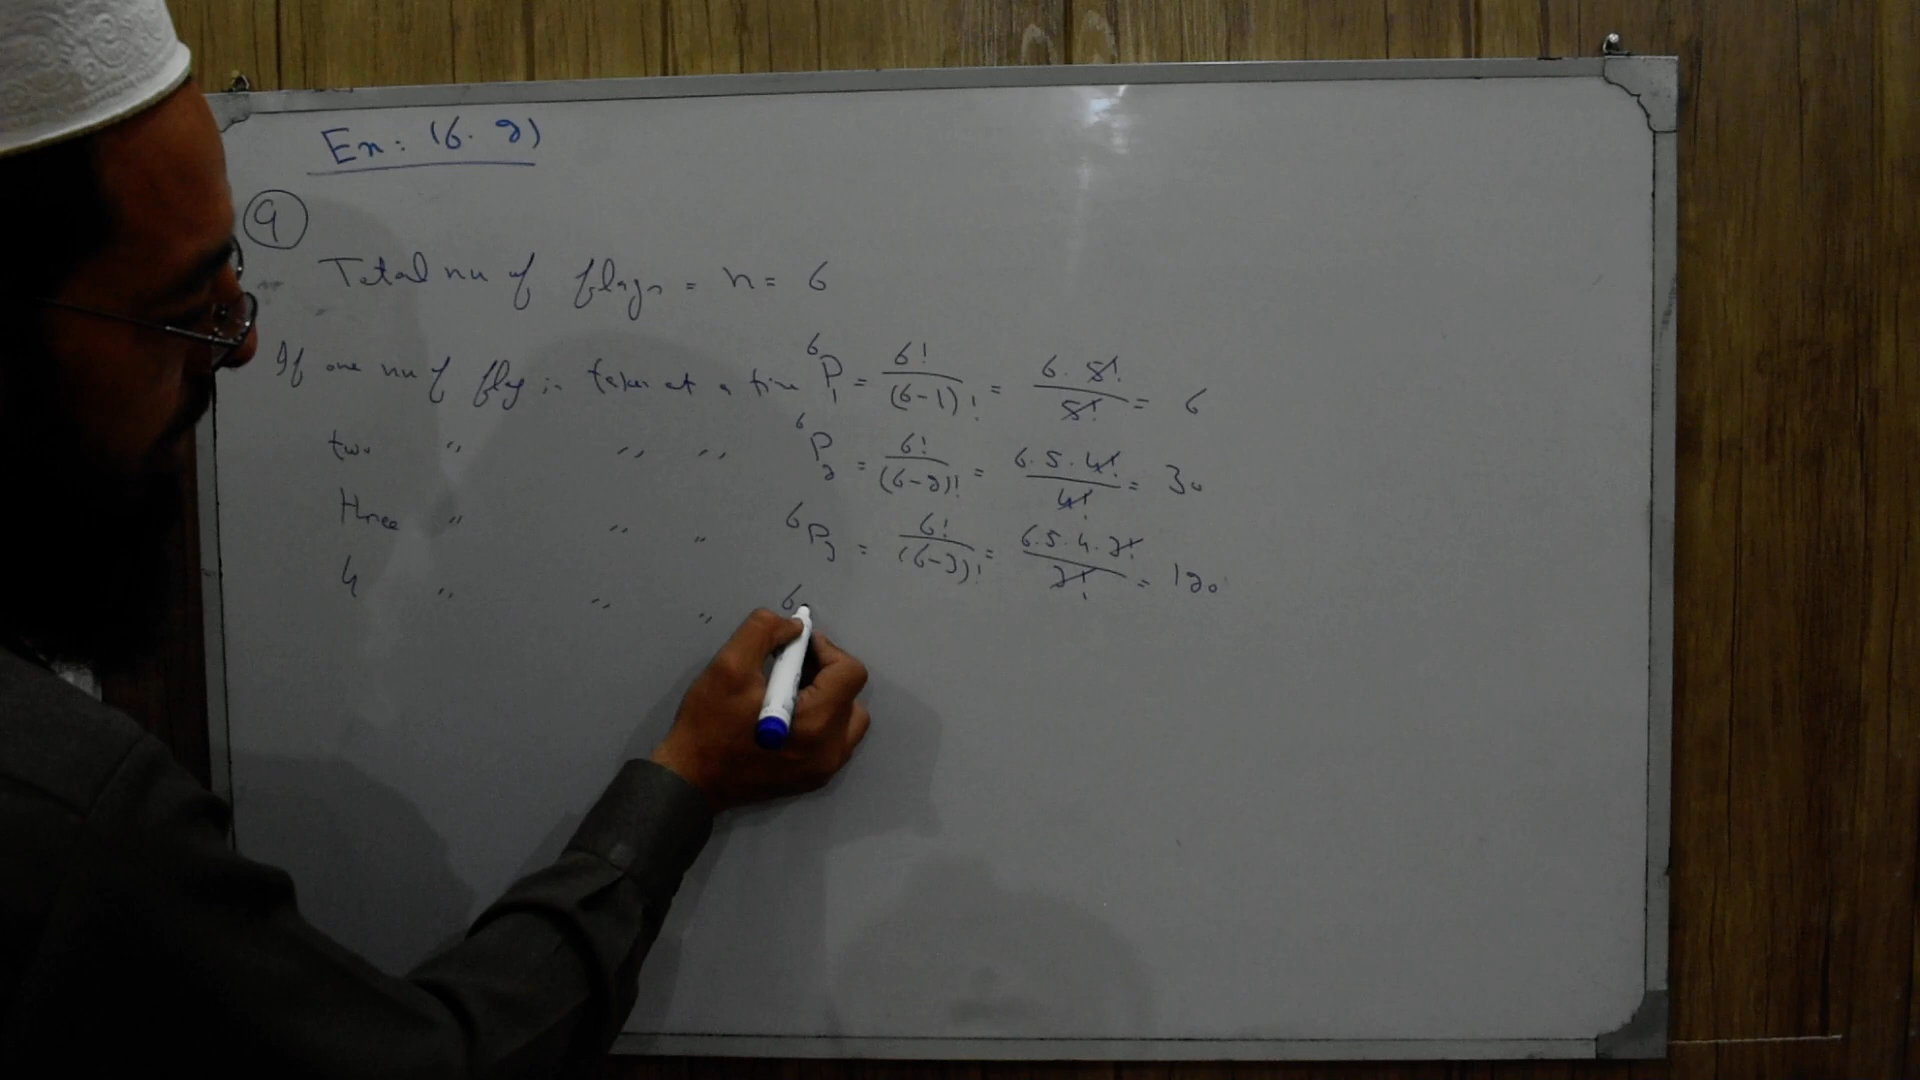 Ex: (6.2)
9
Total nu of flags = n = 6
If one nu of flag is taken at a time ⁶P₁ = 6!/(6-1)! = 6.5!/5! = 6
two " " " ⁶P₂ = 6!/(6-2)! = 6.5.4!/4! = 30
three " " " ⁶P₃ = 6!/(6-3)! = 6.5.4.3!/3! = 120
4 " " " 6